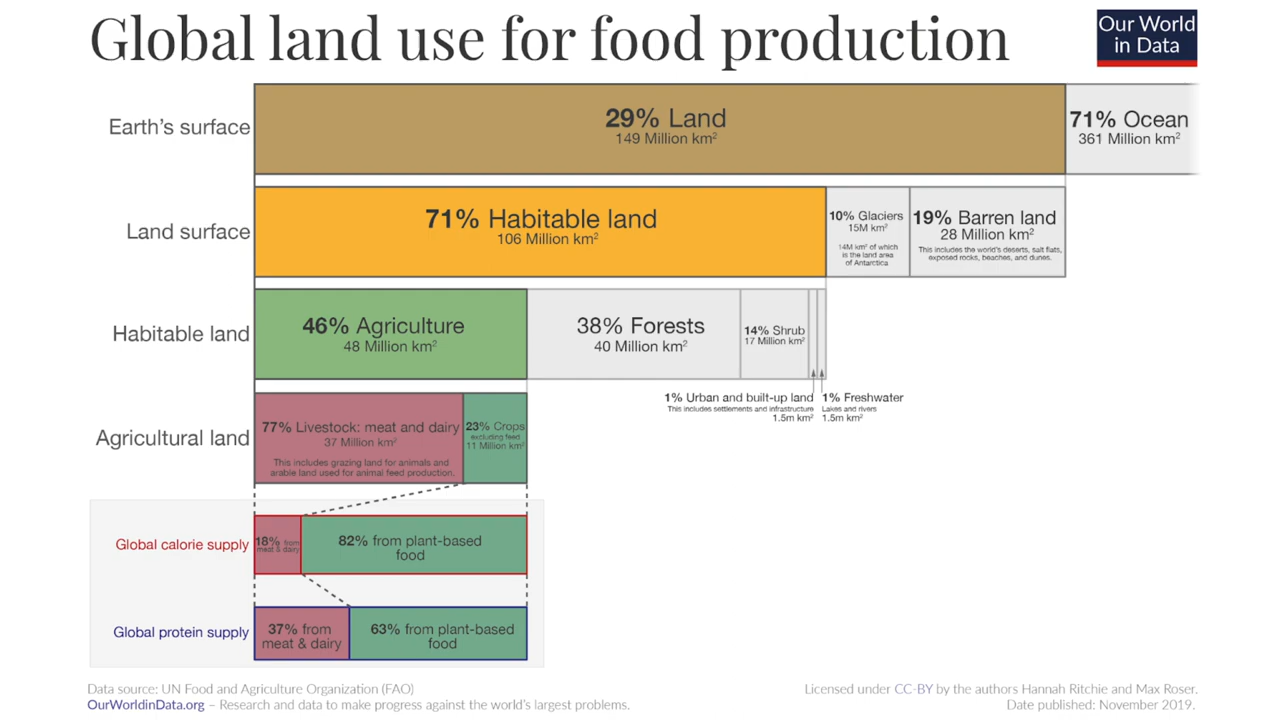 Global land use for food production
Our World
in Data
Earth's surface
29% Land
149 Million km²
71% Ocean
361 Million km²
Land surface
71% Habitable land
106 Million km²
10% Glaciers
15M km²
14M km² of which
is the land area
of Antarctica
19% Barren land
28 Million km²
This includes the world's deserts, salt flats,
exposed rocks, beaches, and dunes.
Habitable land
46% Agriculture
48 Million km²
38% Forests
40 Million km²
14% Shrub
17 Million km²
1% Urban and built-up land
This includes settlements and infrastructure
1.5m km²
1% Freshwater
Lakes and rivers
1.5m km²
Agricultural land
77% Livestock: meat and dairy
37 Million km²
This includes grazing land for animals and
arable land used for animal feed production.
23% Crops
excluding feed
11 Million km²
Global calorie supply
18% from
meat & dairy
82% from plant-based
food
Global protein supply
37% from
meat & dairy
63% from plant-based
food
Data source: UN Food and Agriculture Organization (FAO)
OurWorldinData.org – Research and data to make progress against the world's largest problems.
Licensed under CC-BY by the authors Hannah Ritchie and Max Roser.
Date published: November 2019.